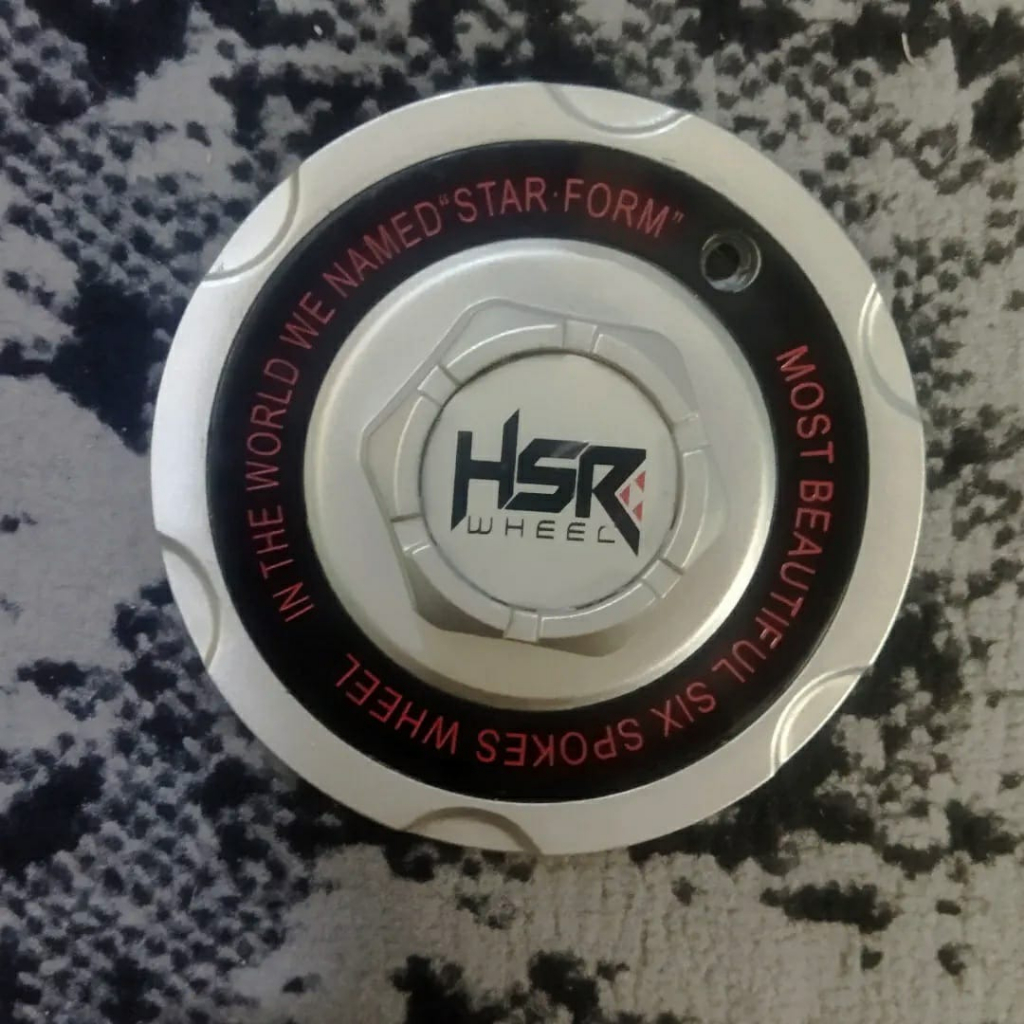 MOST BEAUTIFUL SIX SPOKES WHEEL
IN THE WORLD WE NAMED "STAR·FORM"
HSR
WHEEL